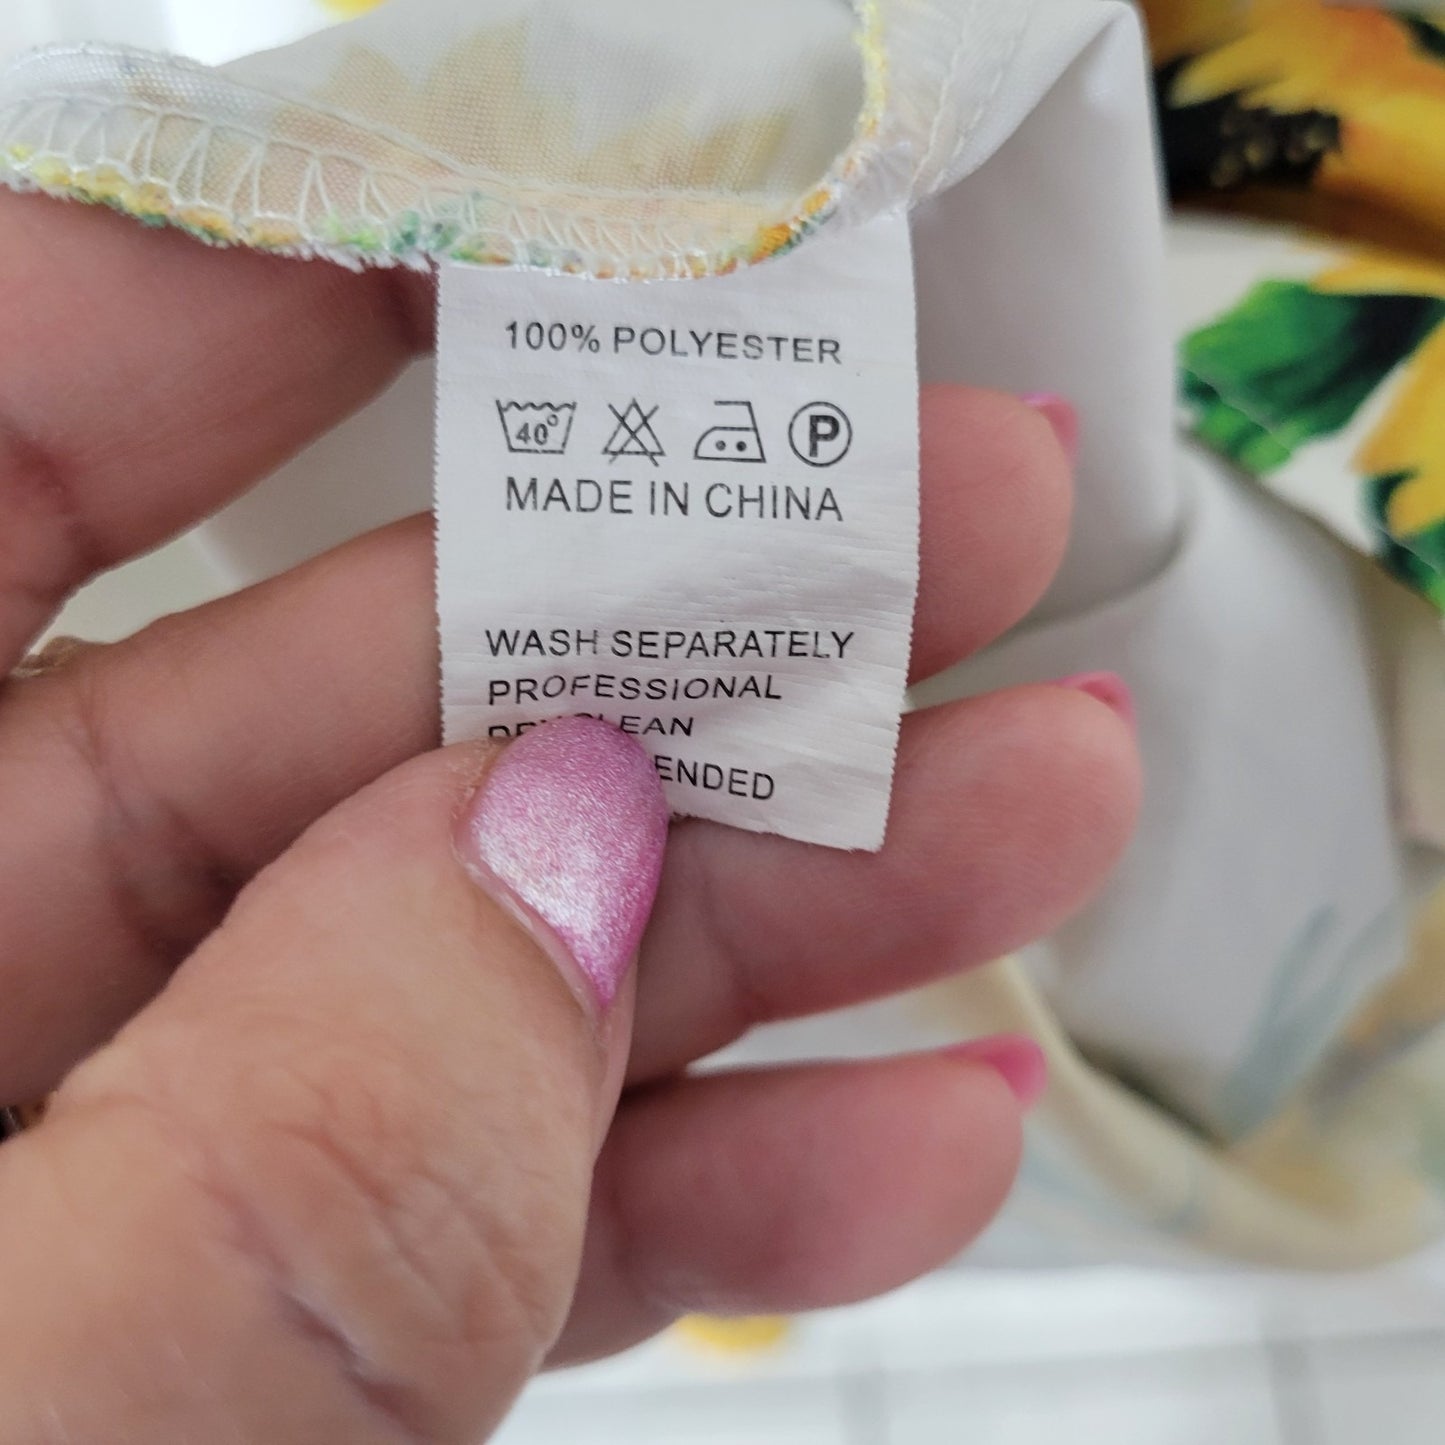 100% POLYESTER
40° P
MADE IN CHINA
WASH SEPARATELY
PROFESSIONAL